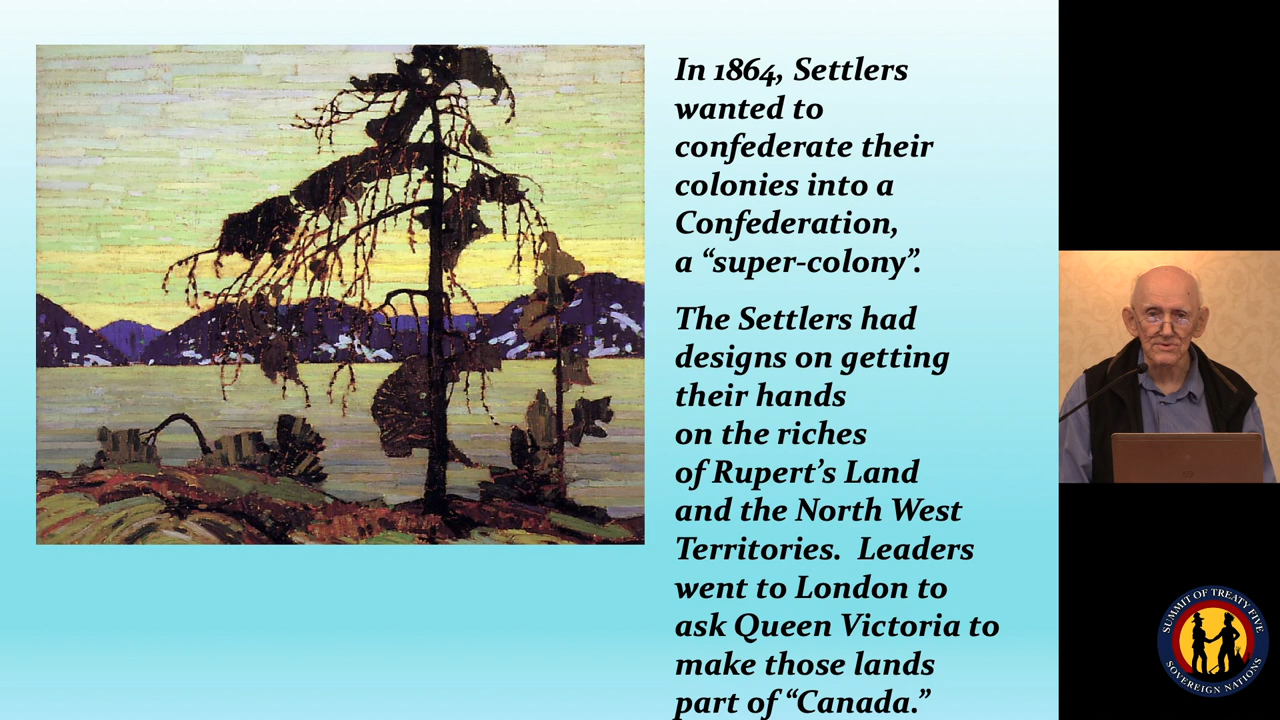 In 1864, Settlers
wanted to
confederate their
colonies into a
Confederation,
a “super-colony”.
The Settlers had
designs on getting
their hands
on the riches
of Rupert’s Land
and the North West
Territories.  Leaders
went to London to
ask Queen Victoria to
make those lands
part of “Canada.”
SUMMIT OF TREATY FIVE
SOVEREIGN NATIONS